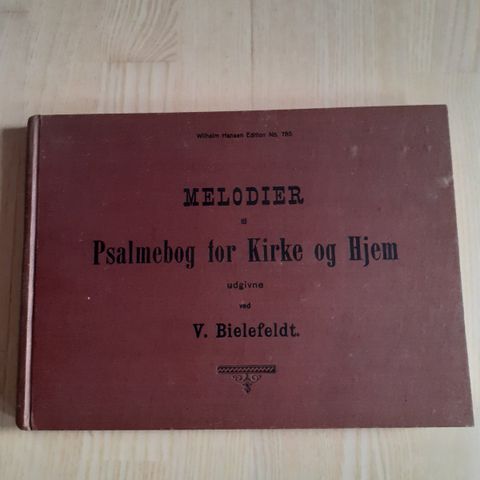 Wilhelm Hansen Edition No. 785
MELODIER
til
Psalmebog for Kirke og Hjem
udgivne
ved
V. Bielefeldt.